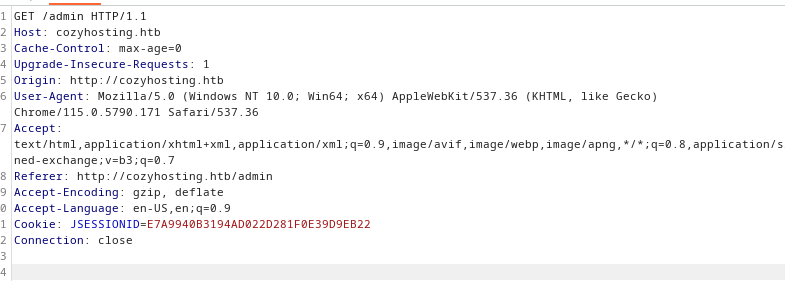 1 GET /admin HTTP/1.1
2 Host: cozyhosting.htb
3 Cache-Control: max-age=0
4 Upgrade-Insecure-Requests: 1
5 Origin: http://cozyhosting.htb
6 User-Agent: Mozilla/5.0 (Windows NT 10.0; Win64; x64) AppleWebKit/537.36 (KHTML, like Gecko)
Chrome/115.0.5790.171 Safari/537.36
7 Accept:
text/html,application/xhtml+xml,application/xml;q=0.9,image/avif,image/webp,image/apng,*/*;q=0.8,application/s
ned-exchange;v=b3;q=0.7
8 Referer: http://cozyhosting.htb/admin
9 Accept-Encoding: gzip, deflate
0 Accept-Language: en-US,en;q=0.9
1 Cookie: JSESSIONID=E7A9940B3194AD022D281F0E39D9EB22
2 Connection: close
3
4